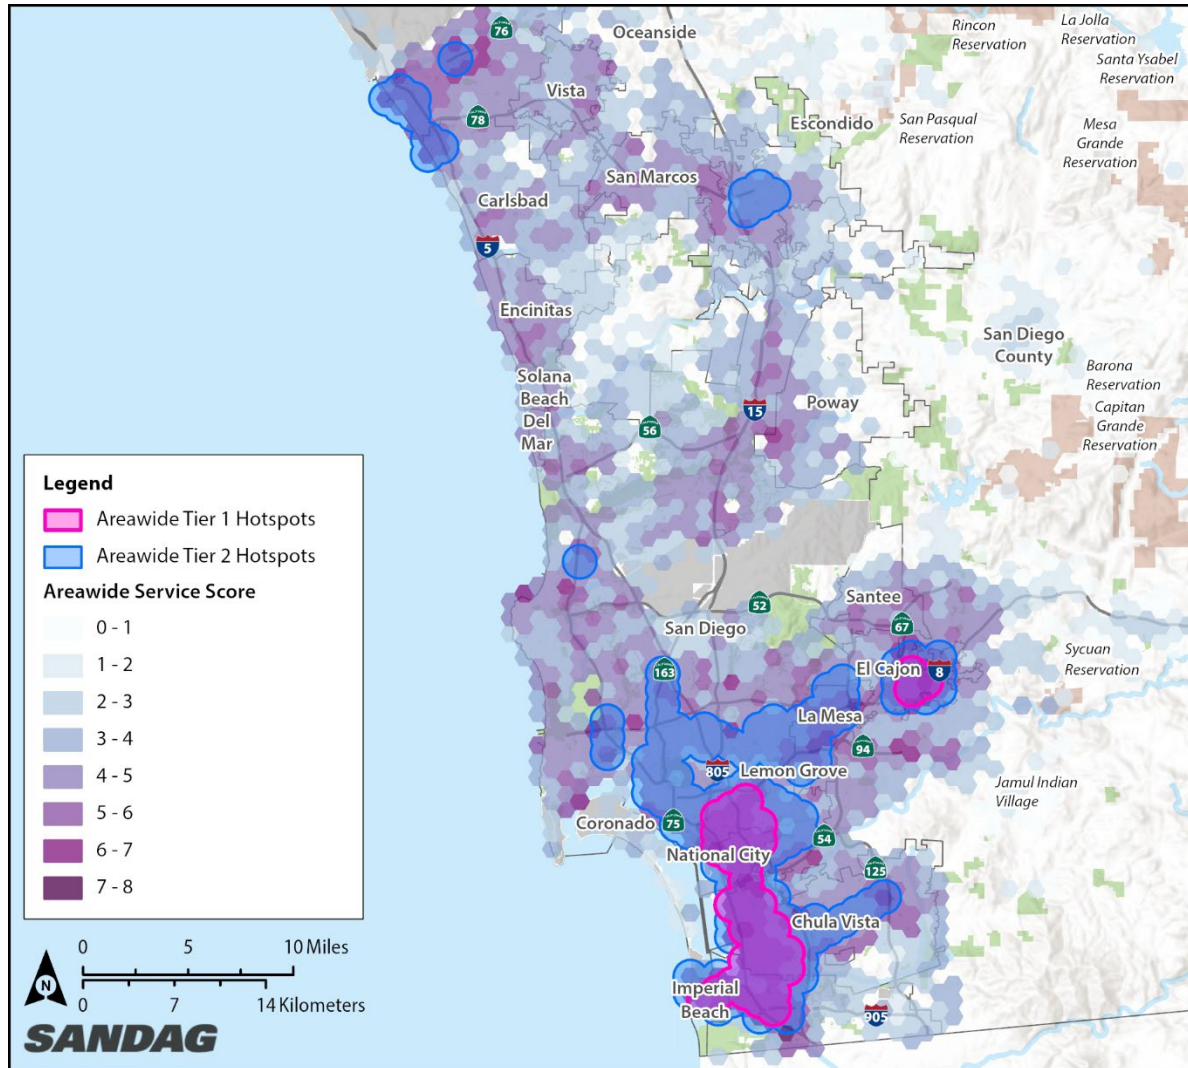 CALIFORNIA
76
Oceanside
Rincon
Reservation
La Jolla
Reservation
Santa Ysabel
Reservation
Vista
78
Escondido
San Pasqual
Reservation
Mesa
Grande
Reservation
San Marcos
Carlsbad
5
Encinitas
San Diego
County
Solana
Beach
Del
Mar
Barona
Reservation
Capitan
Grande
Reservation
15
Poway
56
Legend
Areawide Tier 1 Hotspots
Areawide Tier 2 Hotspots
Areawide Service Score
0 - 1
1 - 2
2 - 3
3 - 4
4 - 5
5 - 6
6 - 7
7 - 8
52
Santee
67
San Diego
Sycuan
Reservation
163
El Cajon
8
La Mesa
94
805
Lemon Grove
Jamul Indian
Village
Coronado
75
54
National City
125
Chula Vista
Imperial
Beach
905
0 5 10 Miles
0 7 14 Kilometers
N
SANDAG